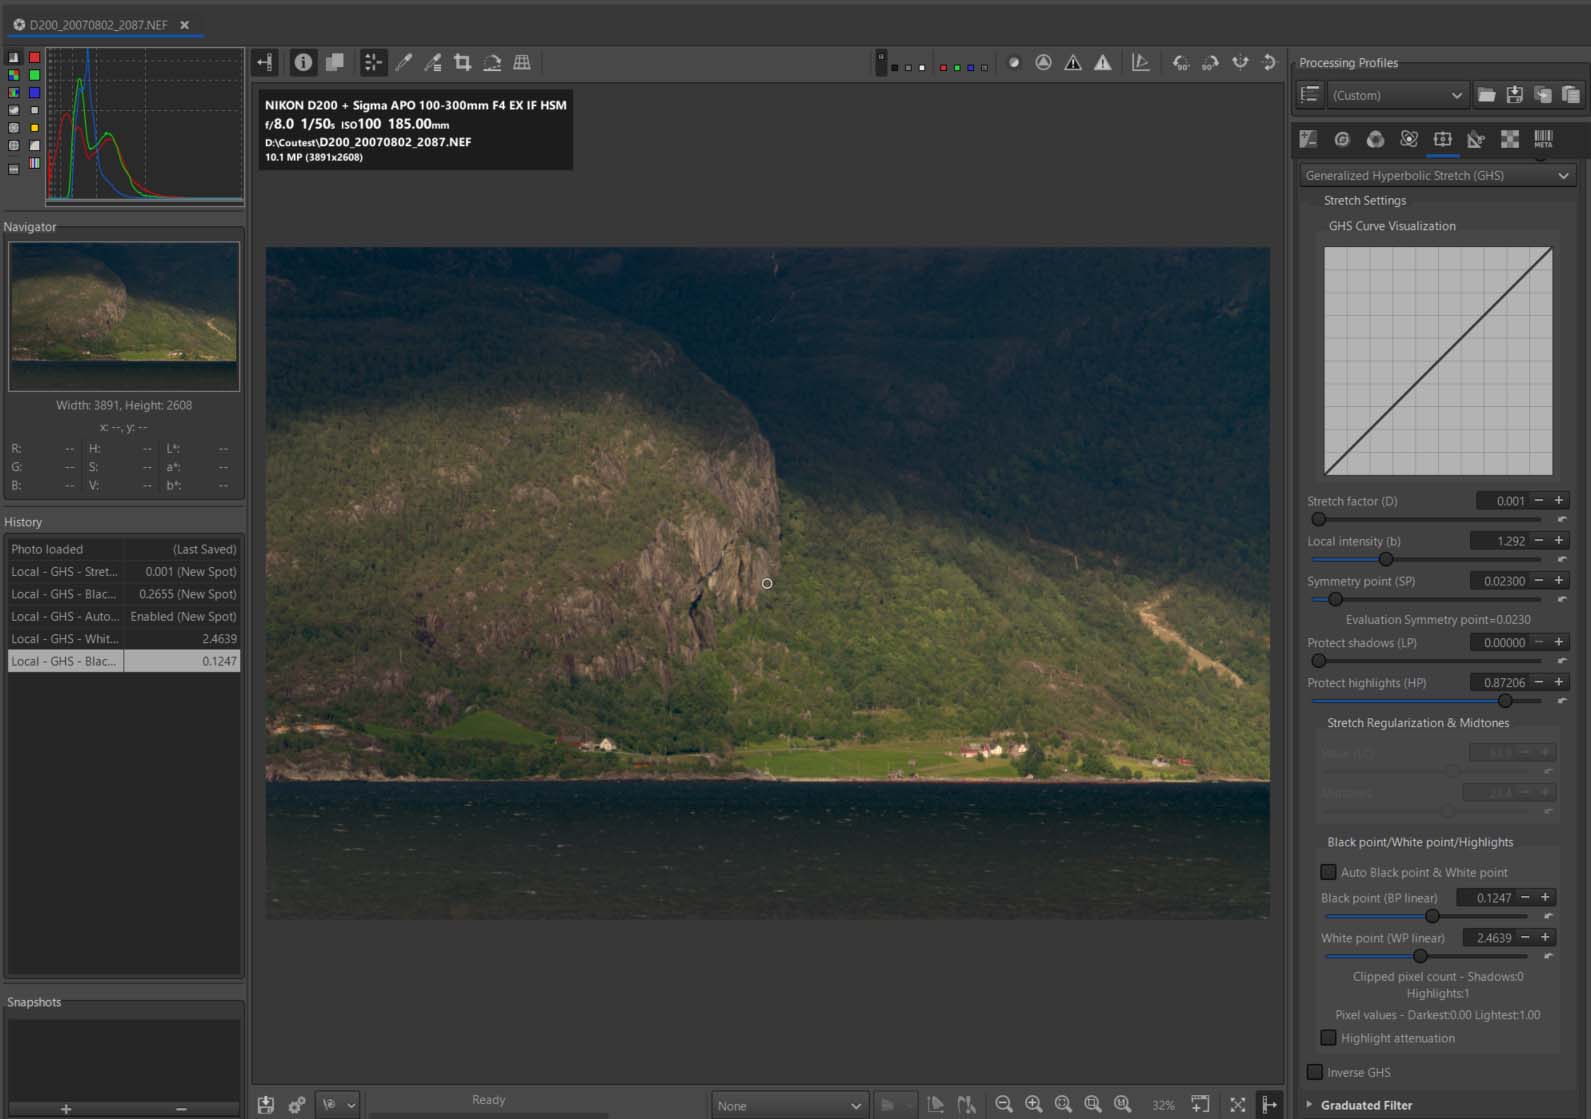 D200_20070802_2087.NEF
NIKON D200 + Sigma APO 100-300mm F4 EX IF HSM
f/8.0 1/50s ISO100 185.00mm
D:\Coutest\D200_20070802_2087.NEF
10.1 MP (3891x2608)
Navigator
Width: 3891, Height: 2608
x: --, y: --
R: -- H: -- L*: --
G: -- S: -- a*: --
B: -- V: -- b*: --
History
Photo loaded (Last Saved)
Local - GHS - Stret... 0.001 (New Spot)
Local - GHS - Blac... 0.2655 (New Spot)
Local - GHS - Auto... Enabled (New Spot)
Local - GHS - Whit... 2.4639
Local - GHS - Blac... 0.1247
Snapshots
+ −
Ready
None
32%
Processing Profiles
(Custom)
META
Generalized Hyperbolic Stretch (GHS)
Stretch Settings
GHS Curve Visualization
Stretch factor (D) 0.001 − +
Local intensity (b) 1.292 − +
Symmetry point (SP) 0.02300 − +
Evaluation Symmetry point=0.0230
Protect shadows (LP) 0.00000 − +
Protect highlights (HP) 0.87206 − +
Stretch Regularization & Midtones
Midtones
Black point/White point/Highlights
Auto Black point & White point
Black point (BP linear) 0.1247 − +
White point (WP linear) 2.4639 − +
Clipped pixel count - Shadows:0
Highlights:1
Pixel values - Darkest:0.00 Lightest:1.00
Highlight attenuation
Inverse GHS
Graduated Filter